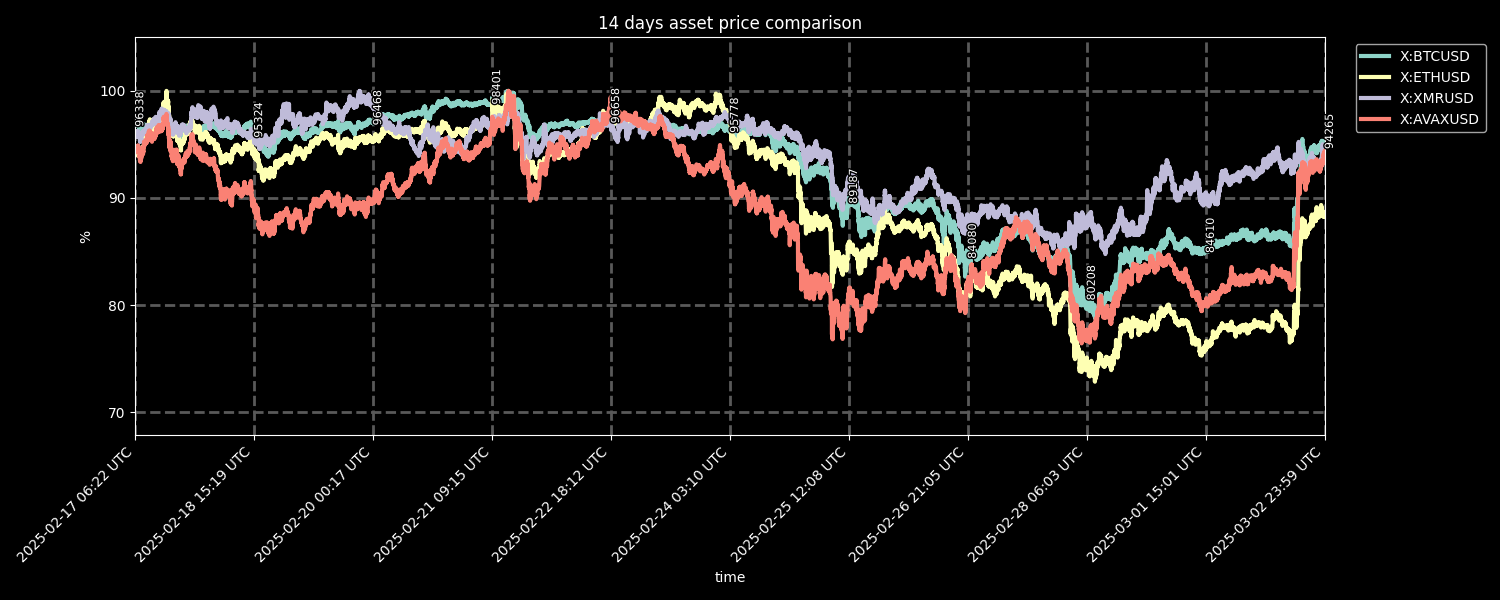 14 days asset price comparison
X:BTCUSD
X:ETHUSD
X:XMRUSD
X:AVAXUSD
100
90
80
70
%
96338
95324
96468
98401
96658
95778
89187
84080
80208
84610
94265
2025-02-17 06:22 UTC
2025-02-18 15:19 UTC
2025-02-20 00:17 UTC
2025-02-21 09:15 UTC
2025-02-22 18:12 UTC
2025-02-24 03:10 UTC
2025-02-25 12:08 UTC
2025-02-26 21:05 UTC
2025-02-28 06:03 UTC
2025-03-01 15:01 UTC
2025-03-02 23:59 UTC
time